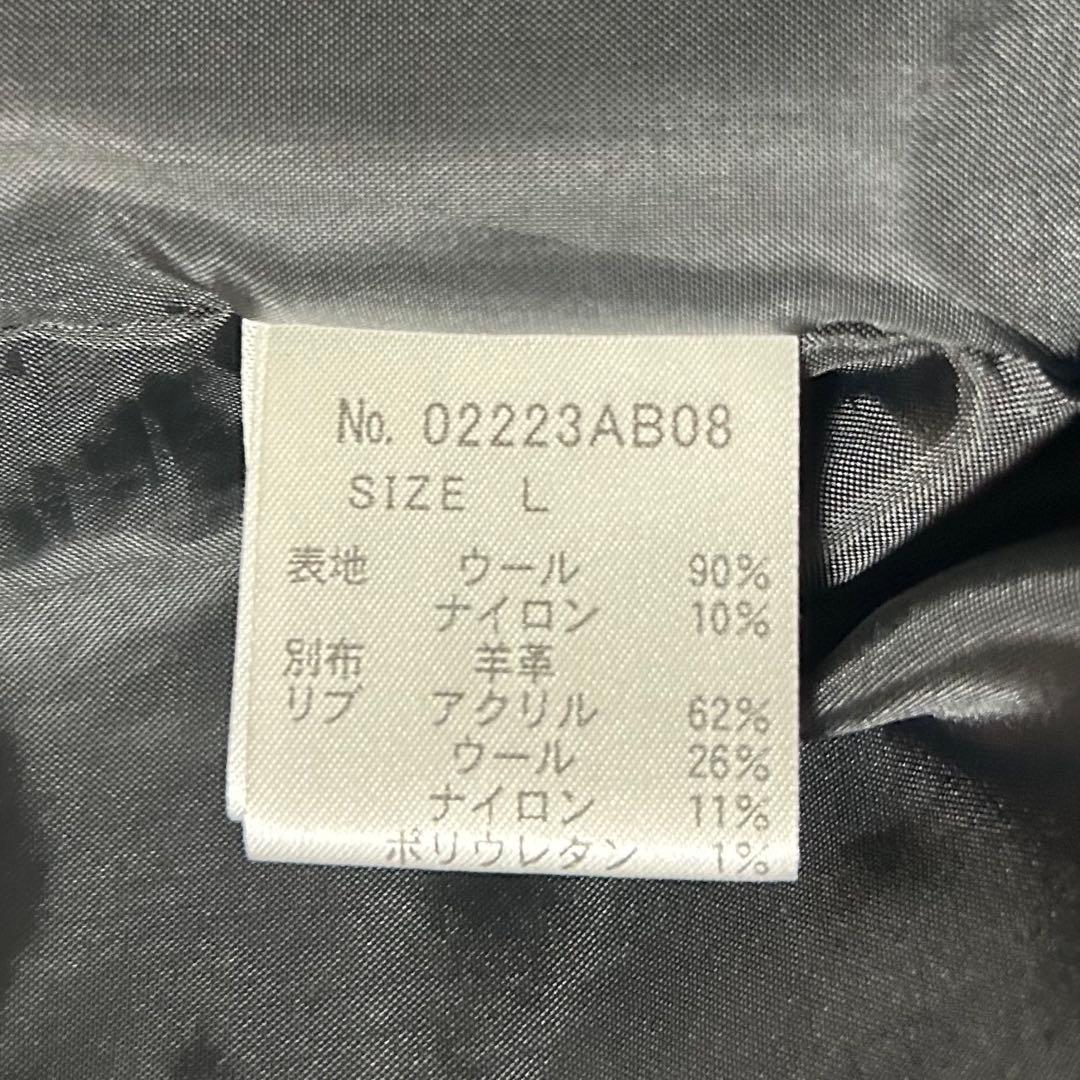 No. 02223AB08
SIZE L
表地 ウール 90%
ナイロン 10%
別布 羊革
リブ アクリル 62%
ウール 26%
ナイロン 11%
ポリウレタン 1%